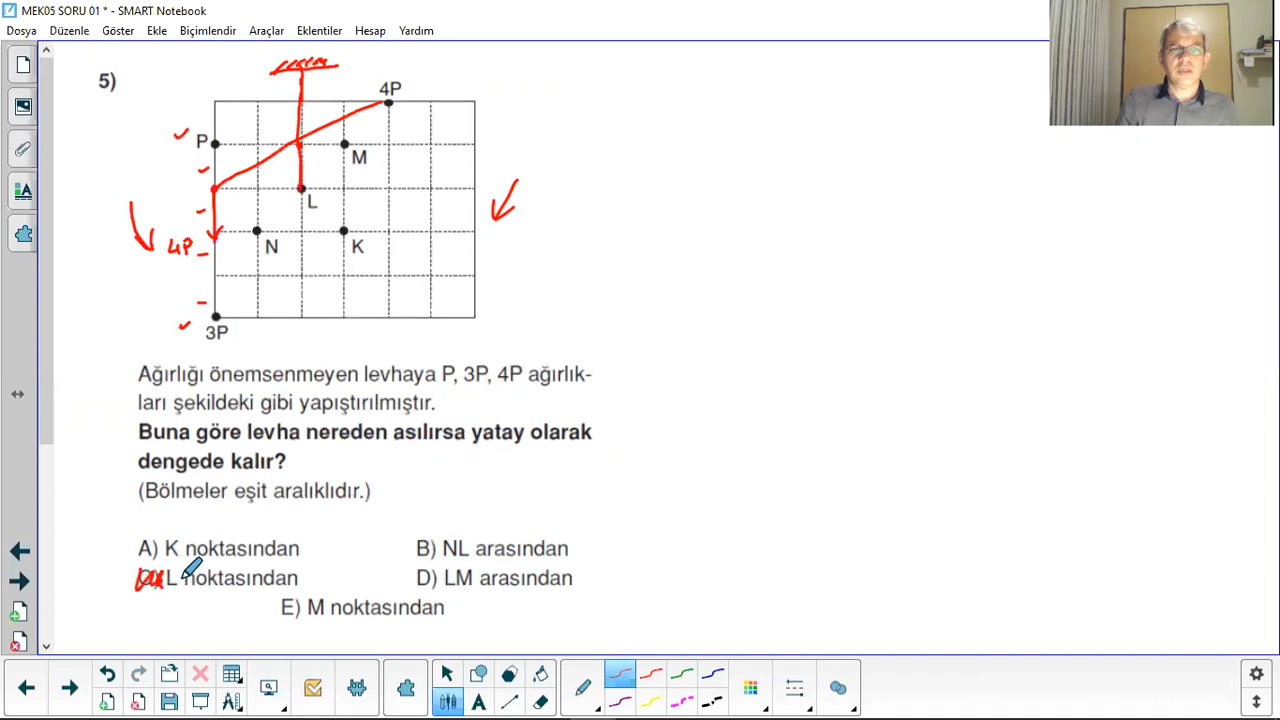 MEK05 SORU 01 * - SMART Notebook
Dosya Düzenle Göster Ekle Biçimlendiri Araçlar Eklentiler Hesap Yardım
5)
4P
P
M
L
4P
N
K
3P
Ağırlığı önemsenmeyen levhaya P, 3P, 4P ağırlık-
ları şekildeki gibi yapıştırılmıştır.
Buna göre levha nereden asılırsa yatay olarak
dengede kalır?
(Bölmeler eşit aralıklıdır.)
A) K noktasından B) NL arasından
C) L noktasından D) LM arasından
E) M noktasından